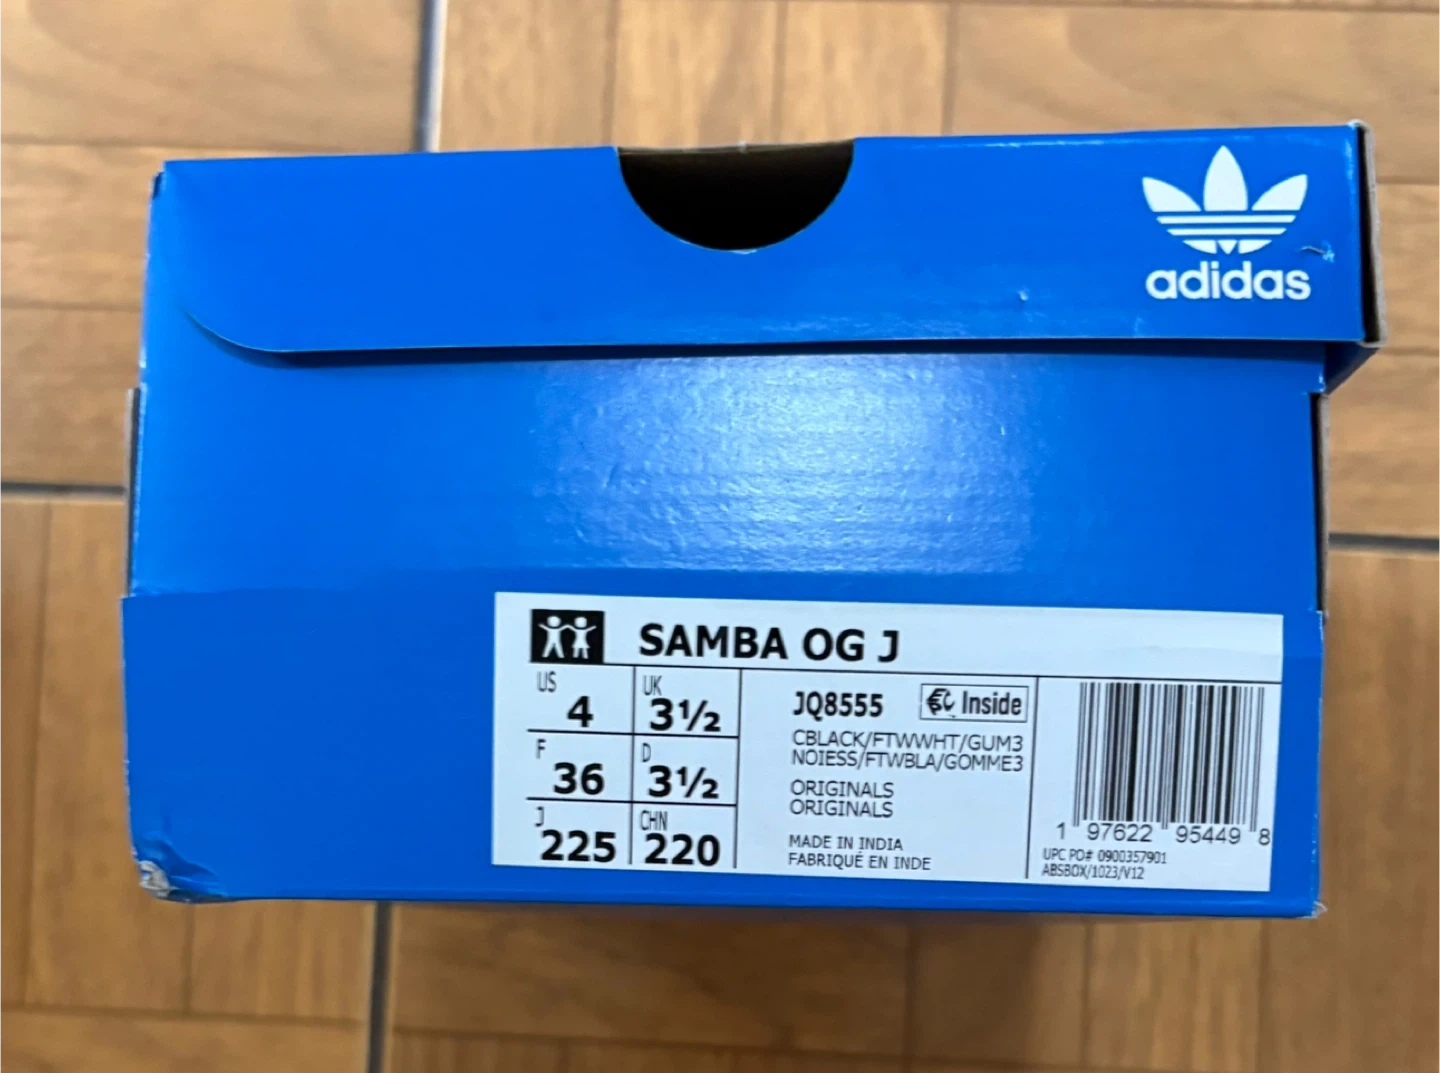 adidas
SAMBA OG J
US 4 UK 3½
F 36 D 3½
J 225 CHN 220
JQ8555 Inside
CBLACK/FTWWHT/GUM3
NOIESS/FTWBLA/GOMME3
ORIGINALS
ORIGINALS
MADE IN INDIA
FABRIQUÉ EN INDE
1 97622 95449 8
UPC PO# 0900357901
ABSBOX/1023/V12